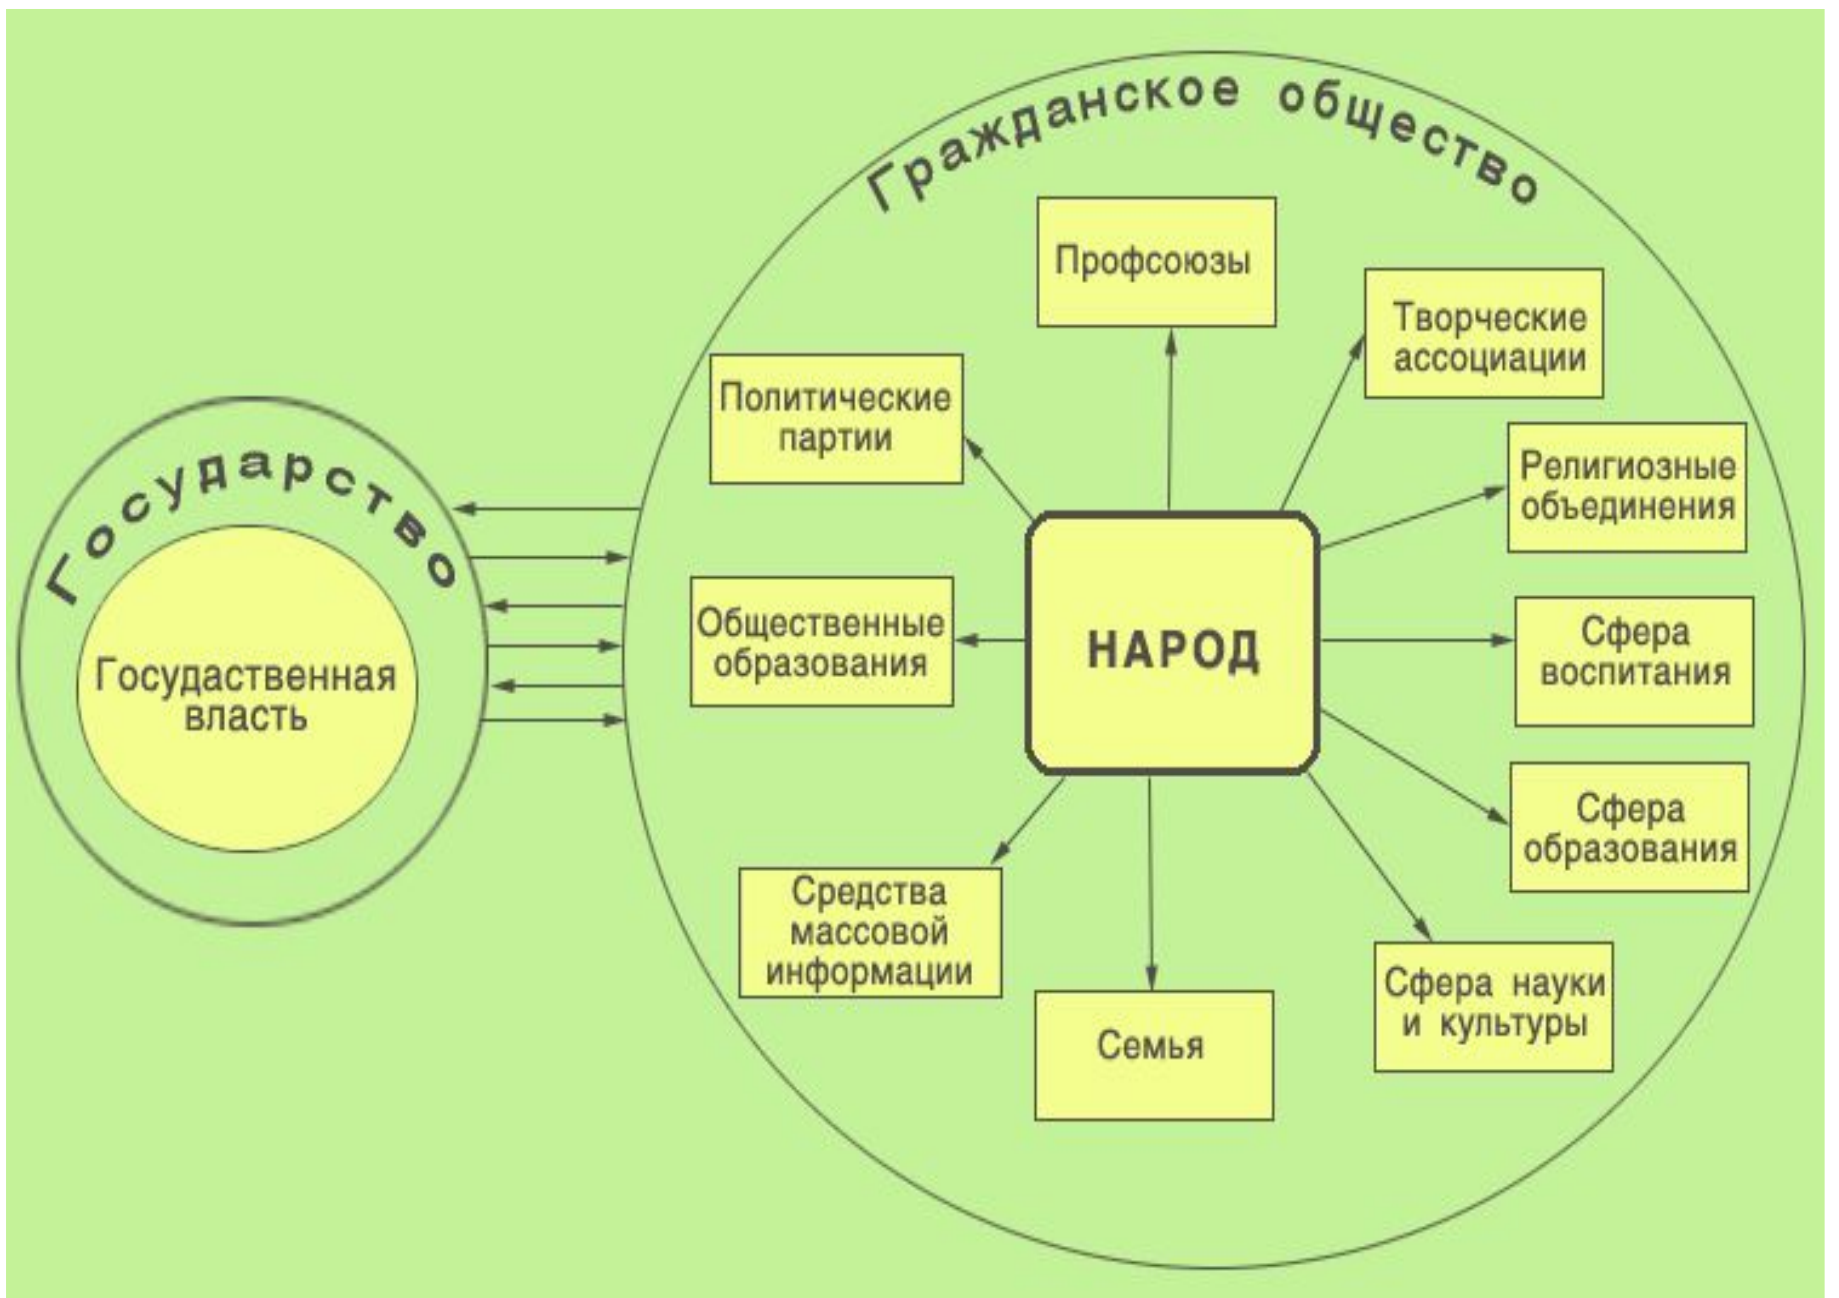 Гражданское общество
Профсоюзы
Творческие
ассоциации
Политические
партии
Религиозные
объединения
Государство
Государственная
власть
Общественные
образования
НАРОД
Сфера
воспитания
Сфера
образования
Средства
массовой
информации
Сфера науки
и культуры
Семья